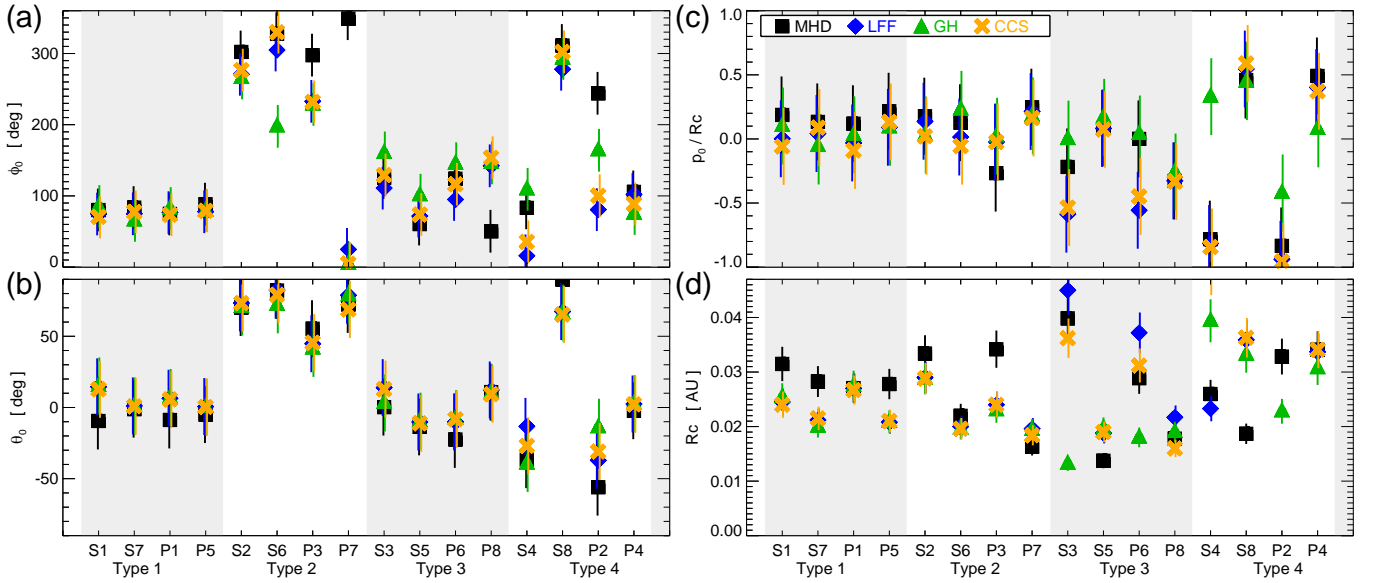 (a)
ϕ₀ [ deg ]
300
200
100
0
(b)
θ₀ [ deg ]
50
0
-50
S1 S7 P1 P5 S2 S6 P3 P7 S3 S5 P6 P8 S4 S8 P2 P4
Type 1 Type 2 Type 3 Type 4
(c)
MHD LFF GH CCS
p₀ / Rc
1.0
0.5
0.0
-0.5
-1.0
(d)
Rc [ AU ]
0.04
0.03
0.02
0.01
0.00
S1 S7 P1 P5 S2 S6 P3 P7 S3 S5 P6 P8 S4 S8 P2 P4
Type 1 Type 2 Type 3 Type 4